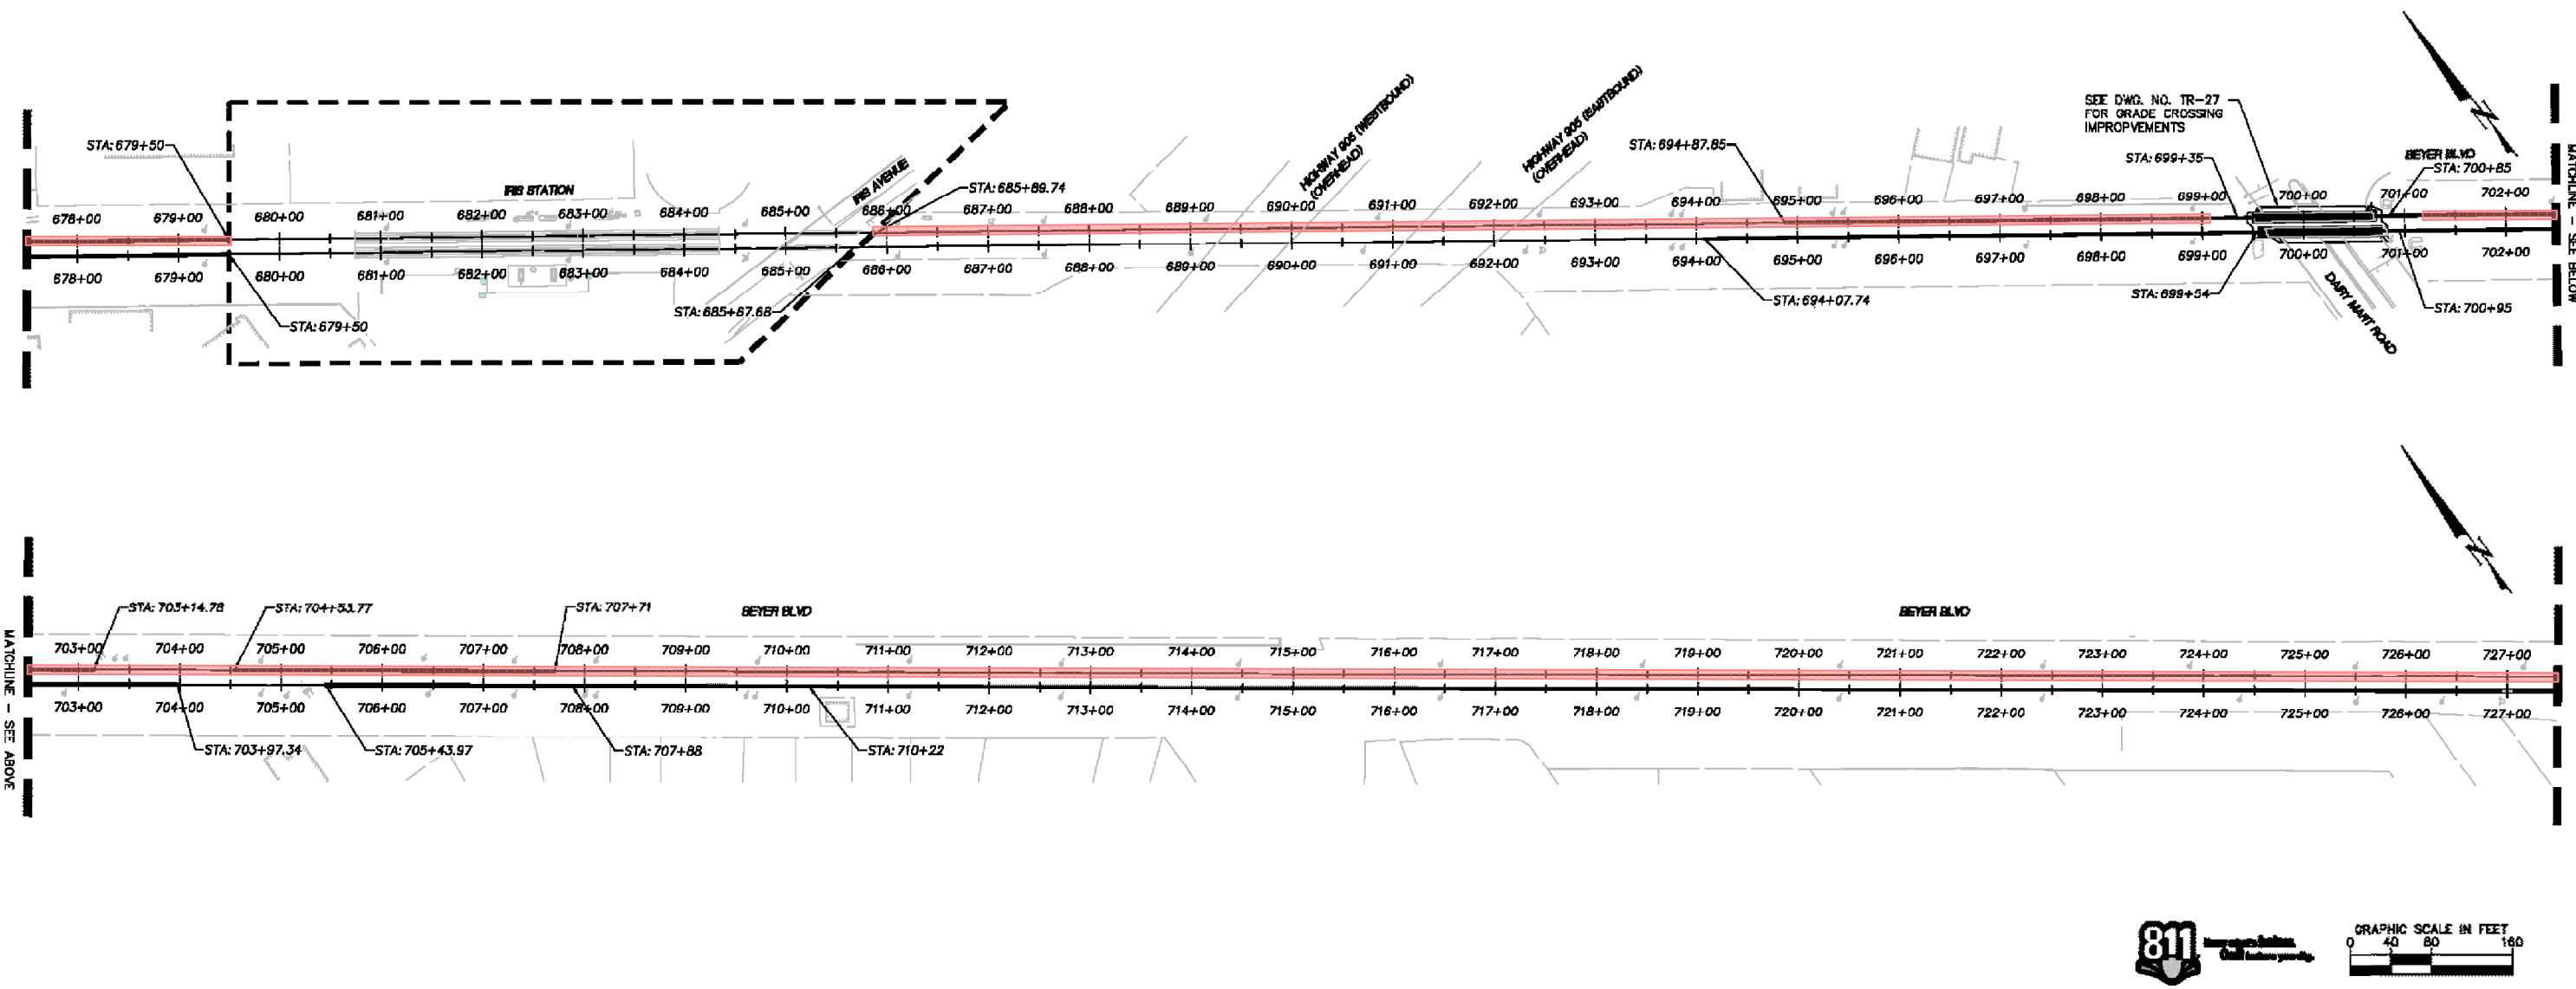 SEE DWG. NO. TR-27
FOR GRADE CROSSING
IMPROPVEMENTS
HIGHWAY 905 (WESTBOUND)
(OVERHEAD)
HIGHWAY 905 (EASTBOUND)
(OVERHEAD)
STA: 679+50
STA: 694+87.85
STA: 699+35
BEYER BLVD
STA: 700+85
IRIS STATION
IRIS AVENUE
STA: 685+89.74
678+00 679+00 680+00 681+00 682+00 683+00 684+00 685+00 686+00 687+00 688+00 689+00 690+00 691+00 692+00 693+00 694+00 695+00 696+00 697+00 698+00 699+00 700+00 701+00 702+00
678+00 679+00 680+00 681+00 682+00 683+00 684+00 685+00 686+00 687+00 688+00 689+00 690+00 691+00 692+00 693+00 694+00 695+00 696+00 697+00 698+00 699+00 700+00 701+00 702+00
STA: 679+50
STA: 685+67.68
STA: 694+07.74
STA: 699+54
STA: 700+95
DAIRY MART ROAD
MATCHLINE - SEE BELOW
N
STA: 703+14.78
STA: 704+53.77
STA: 707+71
BEYER BLVD
BEYER BLVD
703+00 704+00 705+00 706+00 707+00 708+00 709+00 710+00 711+00 712+00 713+00 714+00 715+00 716+00 717+00 718+00 719+00 720+00 721+00 722+00 723+00 724+00 725+00 726+00 727+00
703+00 704+00 705+00 706+00 707+00 708+00 709+00 710+00 711+00 712+00 713+00 714+00 715+00 716+00 717+00 718+00 719+00 720+00 721+00 722+00 723+00 724+00 725+00 726+00 727+00
STA: 703+97.34
STA: 705+43.97
STA: 707+88
STA: 710+22
MATCHLINE - SEE ABOVE
N
811
Know what's below.
Call before you dig.
GRAPHIC SCALE IN FEET
0 40 80 160